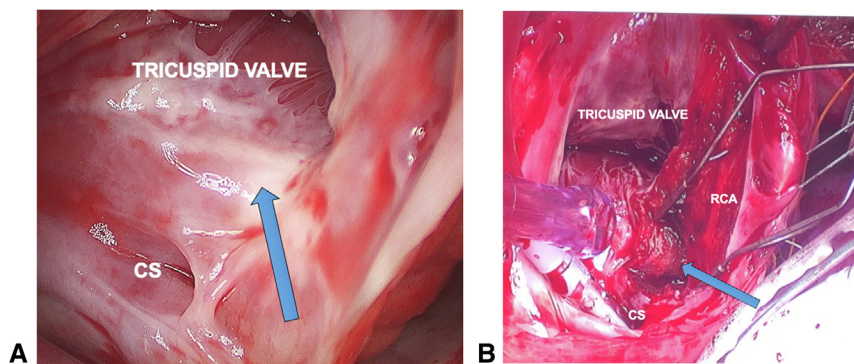 TRICUSPID VALVE
CS
A
TRICUSPID VALVE
RCA
CS
B